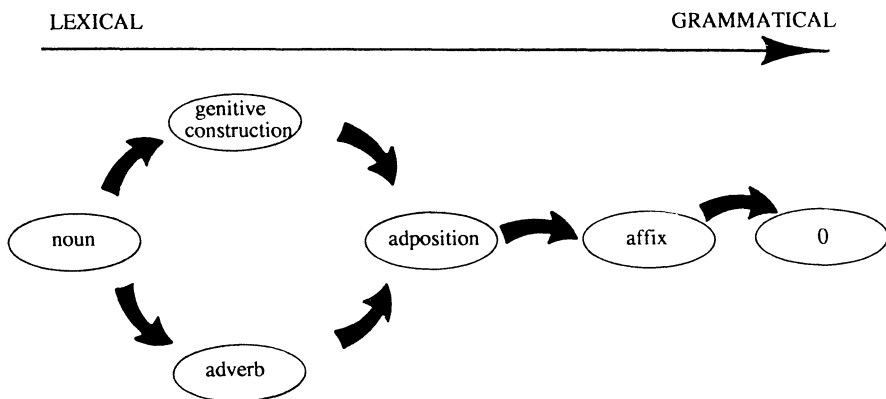 LEXICAL
GRAMMATICAL
genitive
construction
noun
adposition
affix
0
adverb